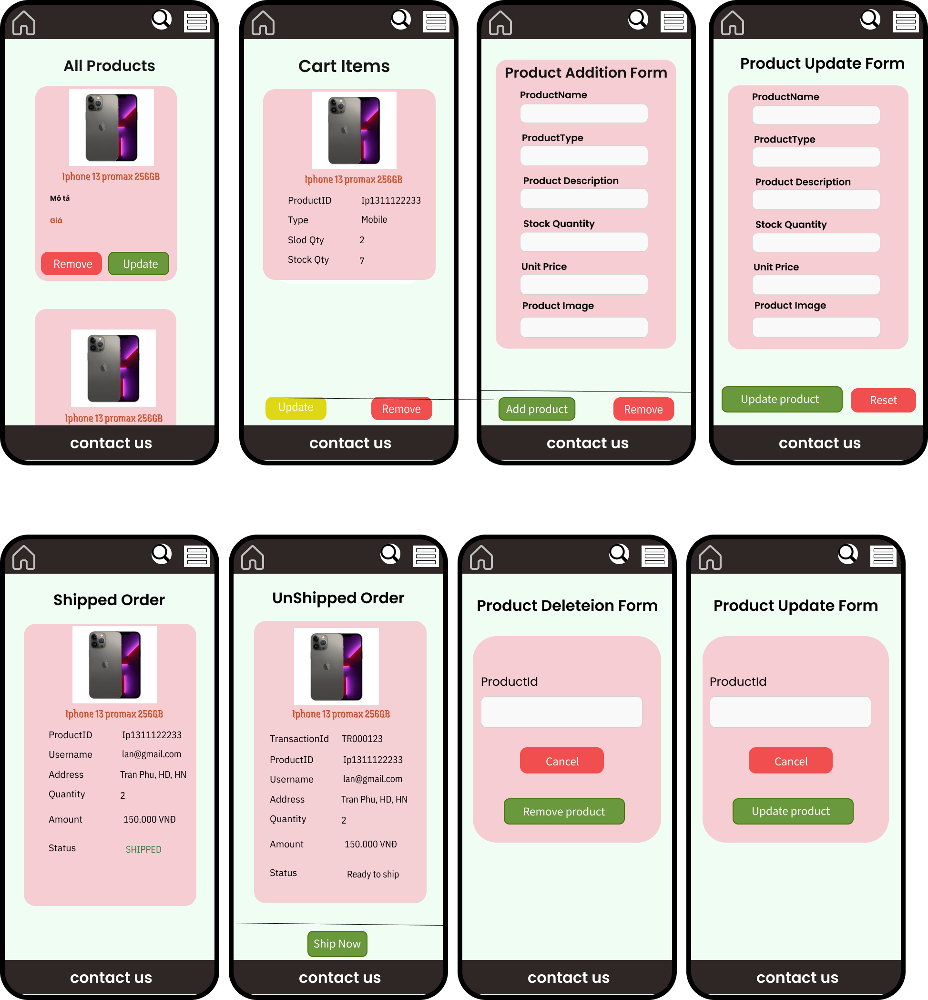 All Products
Iphone 13 promax 256GB
Mô tả
Giá
Remove
Update
Iphone 13 promax 256GB
contact us
Cart Items
Iphone 13 promax 256GB
ProductID Ip1311122233
Type Mobile
Slod Qty 2
Stock Qty 7
Update
Remove
contact us
Product Addition Form
ProductName
ProductType
Product Description
Stock Quantity
Unit Price
Product Image
Add product
Remove
contact us
Product Update Form
ProductName
ProductType
Product Description
Stock Quantity
Unit Price
Product Image
Update product
Reset
contact us
Shipped Order
Iphone 13 promax 256GB
ProductID Ip1311122233
Username lan@gmail.com
Address Tran Phu, HD, HN
Quantity 2
Amount 150.000 VNĐ
Status SHIPPED
contact us
UnShipped Order
Iphone 13 promax 256GB
TransactionId TR000123
ProductID Ip1311122233
Username lan@gmail.com
Address Tran Phu, HD, HN
Quantity 2
Amount 150.000 VNĐ
Status Ready to ship
Ship Now
contact us
Product Deleteion Form
ProductId
Cancel
Remove product
contact us
Product Update Form
ProductId
Cancel
Update product
contact us